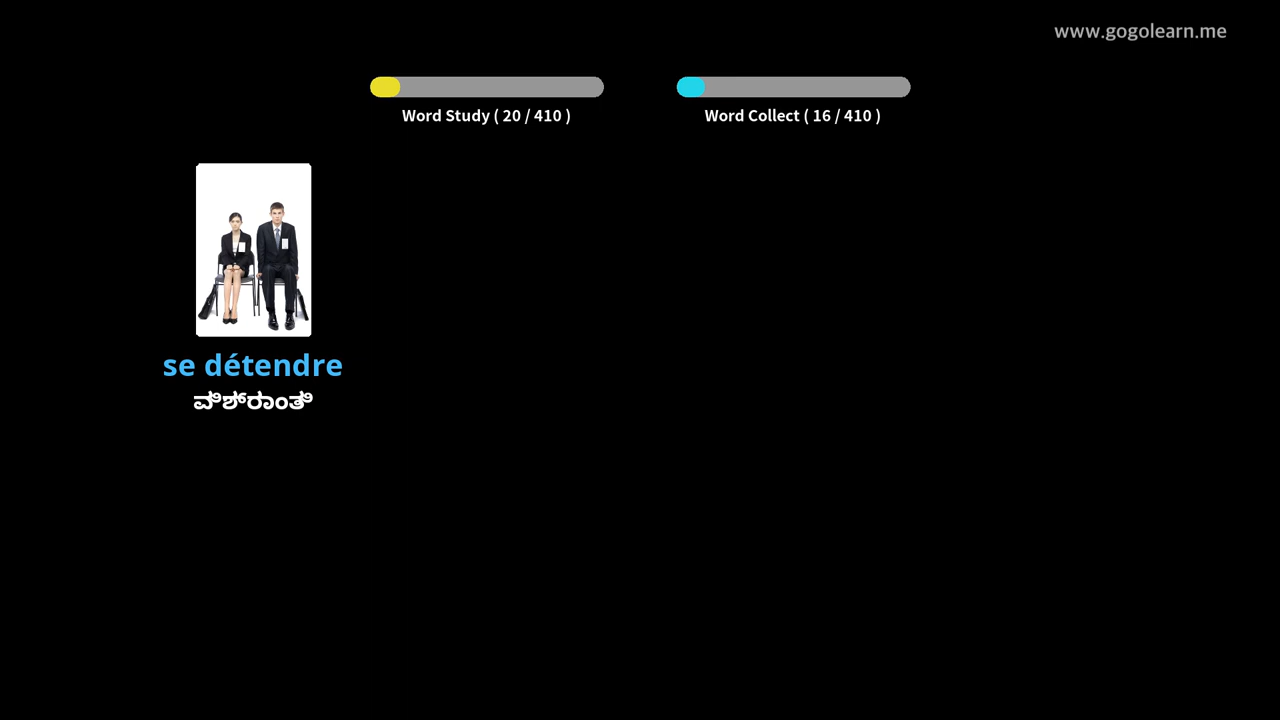 www.gogolearn.me
Word Study ( 20 / 410 )
Word Collect ( 16 / 410 )
se détendre
ವಿಶ್ರಾಂತಿ